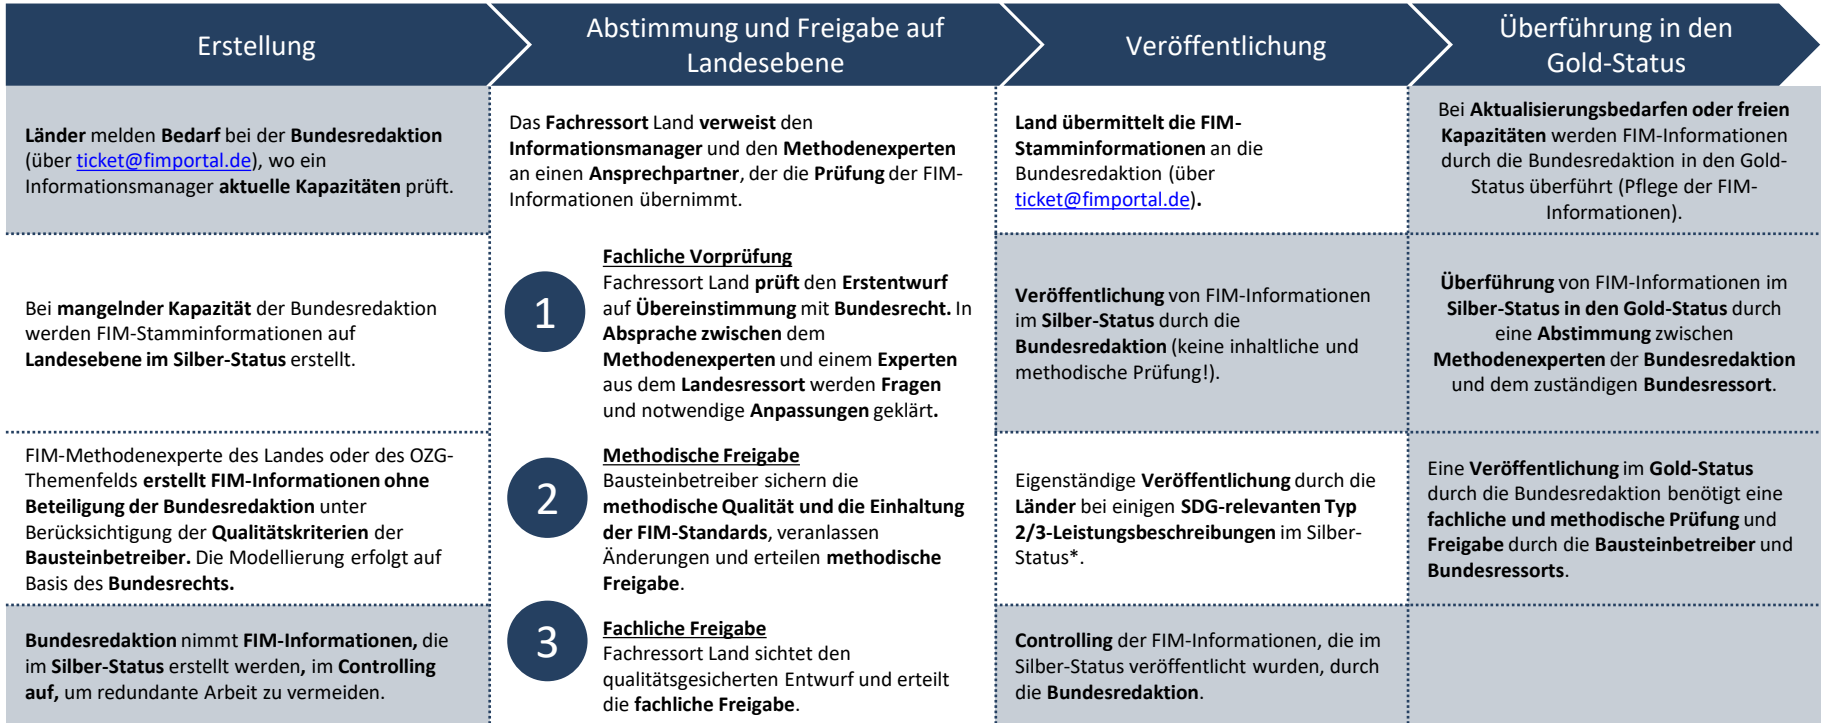 Erstellung
Abstimmung und Freigabe auf
Landesebene
Veröffentlichung
Überführung in den
Gold-Status
Länder melden Bedarf bei der Bundesredaktion
(über ticket@fimportal.de), wo ein
Informationsmanager aktuelle Kapazitäten prüft.
Bei mangelnder Kapazität der Bundesredaktion
werden FIM-Stamminformationen auf
Landesebene im Silber-Status erstellt.
FIM-Methodenexperte des Landes oder des OZG-
Themenfelds erstellt FIM-Informationen ohne
Beteiligung der Bundesredaktion unter
Berücksichtigung der Qualitätskriterien der
Bausteinbetreiber. Die Modellierung erfolgt auf
Basis des Bundesrechts.
Bundesredaktion nimmt FIM-Informationen, die
im Silber-Status erstellt werden, im Controlling
auf, um redundante Arbeit zu vermeiden.
Das Fachressort Land verweist den
Informationsmanager und den Methodenexperten
an einen Ansprechpartner, der die Prüfung der FIM-
Informationen übernimmt.
1
Fachliche Vorprüfung
Fachressort Land prüft den Erstentwurf
auf Übereinstimmung mit Bundesrecht. In
Absprache zwischen dem
Methodenexperten und einem Experten
aus dem Landesressort werden Fragen
und notwendige Anpassungen geklärt.
2
Methodische Freigabe
Bausteinbetreiber sichern die
methodische Qualität und die Einhaltung
der FIM-Standards, veranlassen
Änderungen und erteilen methodische
Freigabe.
3
Fachliche Freigabe
Fachressort Land sichtet den
qualitätsgesicherten Entwurf und erteilt
die fachliche Freigabe.
Land übermittelt die FIM-
Stamminformationen an die
Bundesredaktion (über
ticket@fimportal.de).
Veröffentlichung von FIM-Informationen
im Silber-Status durch die
Bundesredaktion (keine inhaltliche und
methodische Prüfung!).
Eigenständige Veröffentlichung durch die
Länder bei einigen SDG-relevanten Typ
2/3-Leistungsbeschreibungen im Silber-
Status*.
Controlling der FIM-Informationen, die im
Silber-Status veröffentlicht wurden, durch
die Bundesredaktion.
Bei Aktualisierungsbedarfen oder freien
Kapazitäten werden FIM-Informationen
durch die Bundesredaktion in den Gold-
Status überführt (Pflege der FIM-
Informationen).
Überführung von FIM-Informationen im
Silber-Status in den Gold-Status durch
eine Abstimmung zwischen
Methodenexperten der Bundesredaktion
und dem zuständigen Bundesressort.
Eine Veröffentlichung im Gold-Status
durch die Bundesredaktion benötigt eine
fachliche und methodische Prüfung und
Freigabe durch die Bausteinbetreiber und
Bundesressorts.